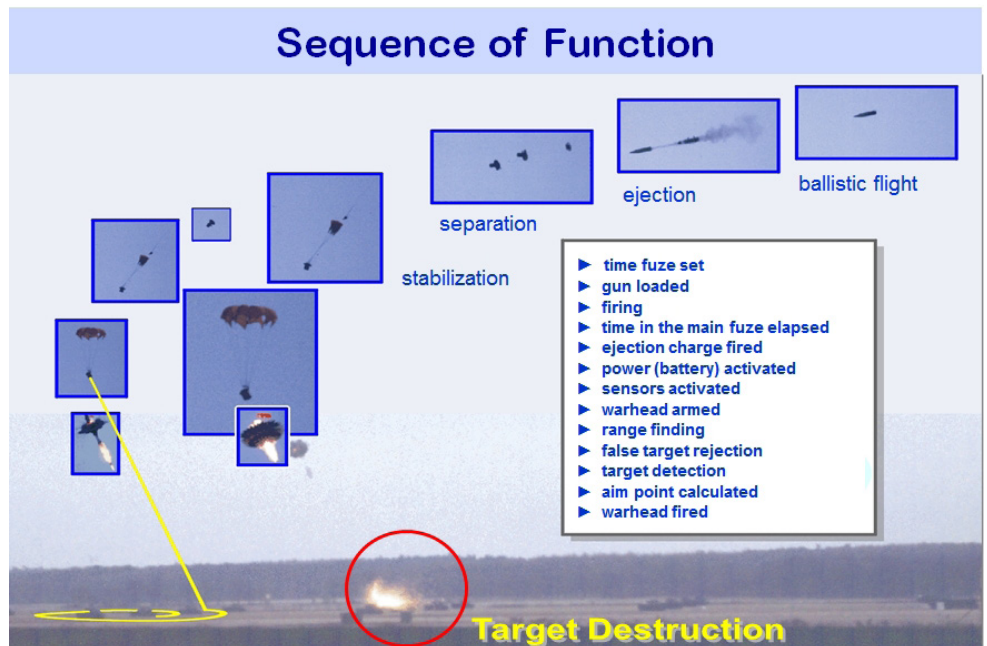 Sequence of Function
ballistic flight
ejection
separation
stabilization
► time fuze set
► gun loaded
► firing
► time in the main fuze elapsed
► ejection charge fired
► power (battery) activated
► sensors activated
► warhead armed
► range finding
► false target rejection
► target detection
► aim point calculated
► warhead fired
Target Destruction